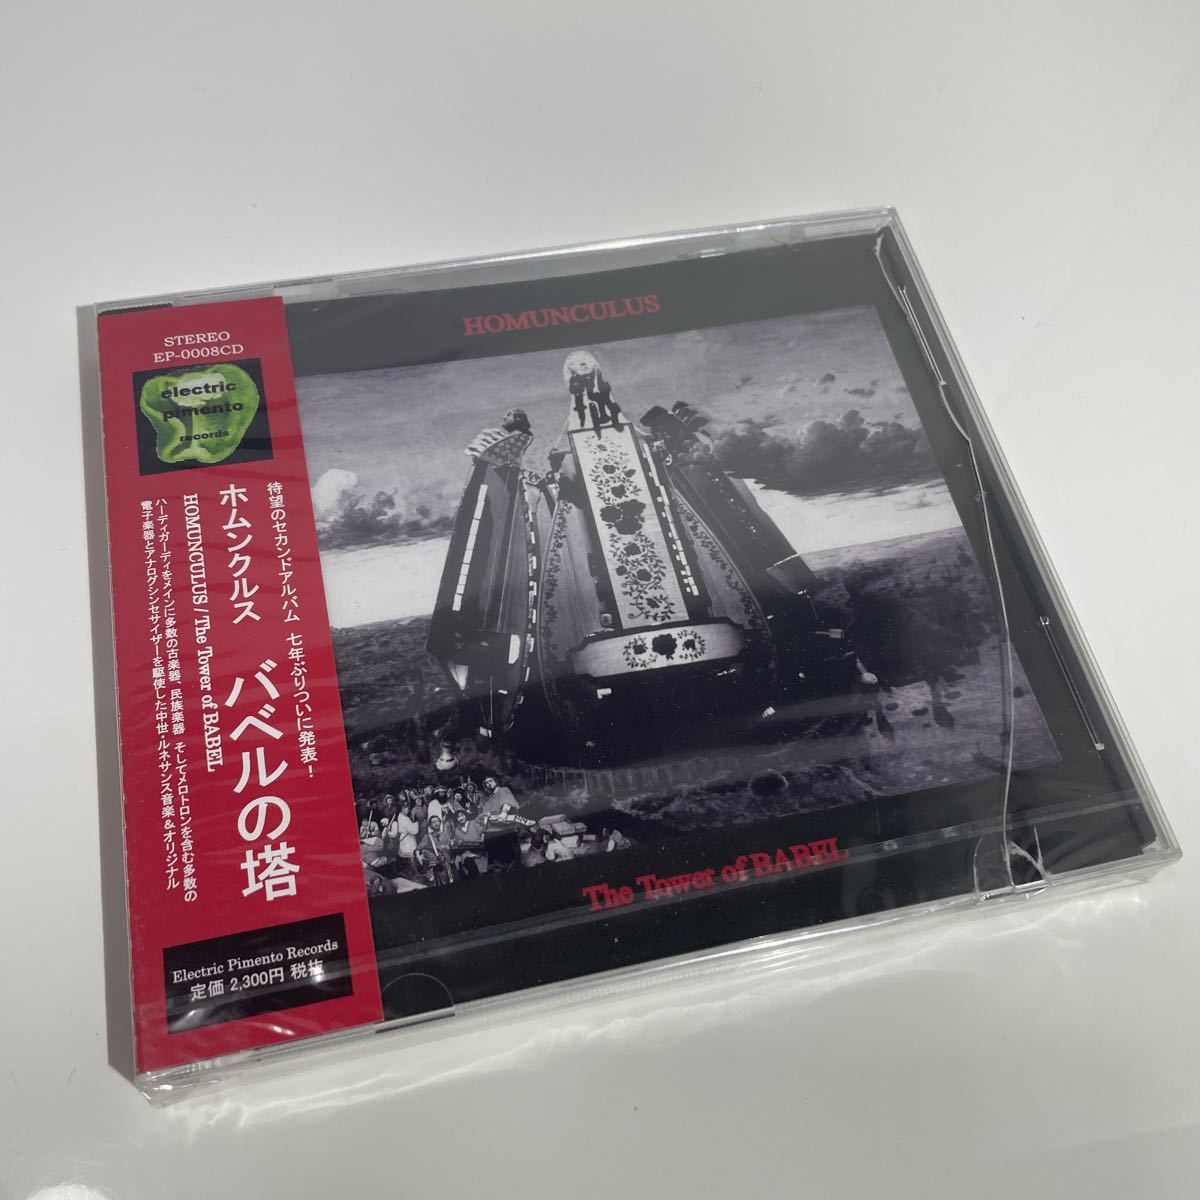 STEREO
EP-0008CD
electric
pimento
records
待望のセカンドアルバム 七年ぶりついに発表！
ホムンクルス バベルの塔
HOMUNCULUS/The Tower of BABEL
ハーディガーディをメインに多数の古楽器、民族楽器 そしてメロトロンを含む多数の
電子楽器とアナログシンセサイザーを駆使した中世・ルネサンス音楽&オリジナル
Electric Pimento Records
定価 2,300円 税抜
HOMUNCULUS
The Tower of BABEL